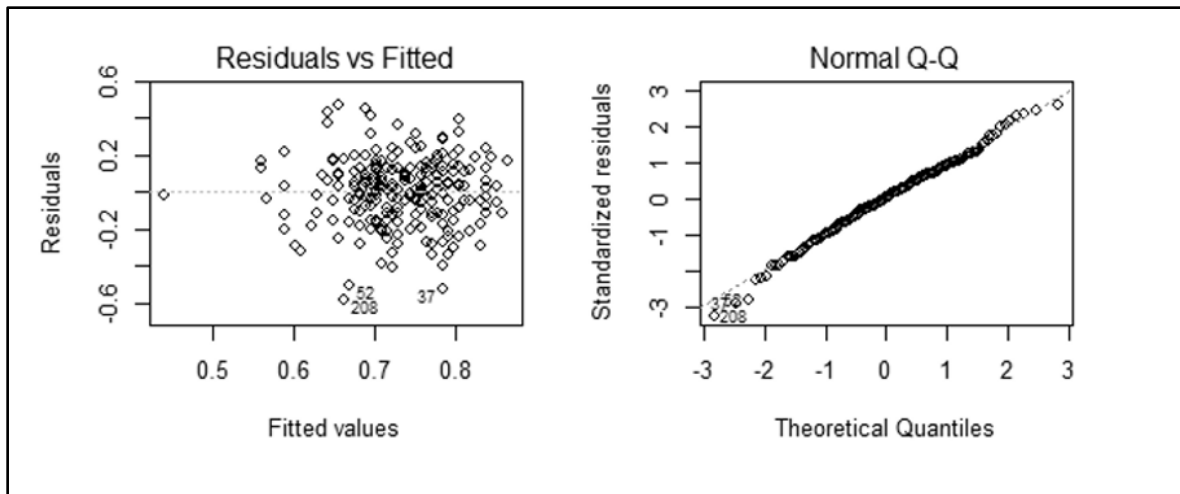 Residuals vs Fitted
Residuals
0.6
0.2
-0.2
-0.6
52
208
37
0.5 0.6 0.7 0.8
Fitted values
Normal Q-Q
Standardized residuals
3
2
1
0
-1
-3
37
208
-3 -2 -1 0 1 2 3
Theoretical Quantiles